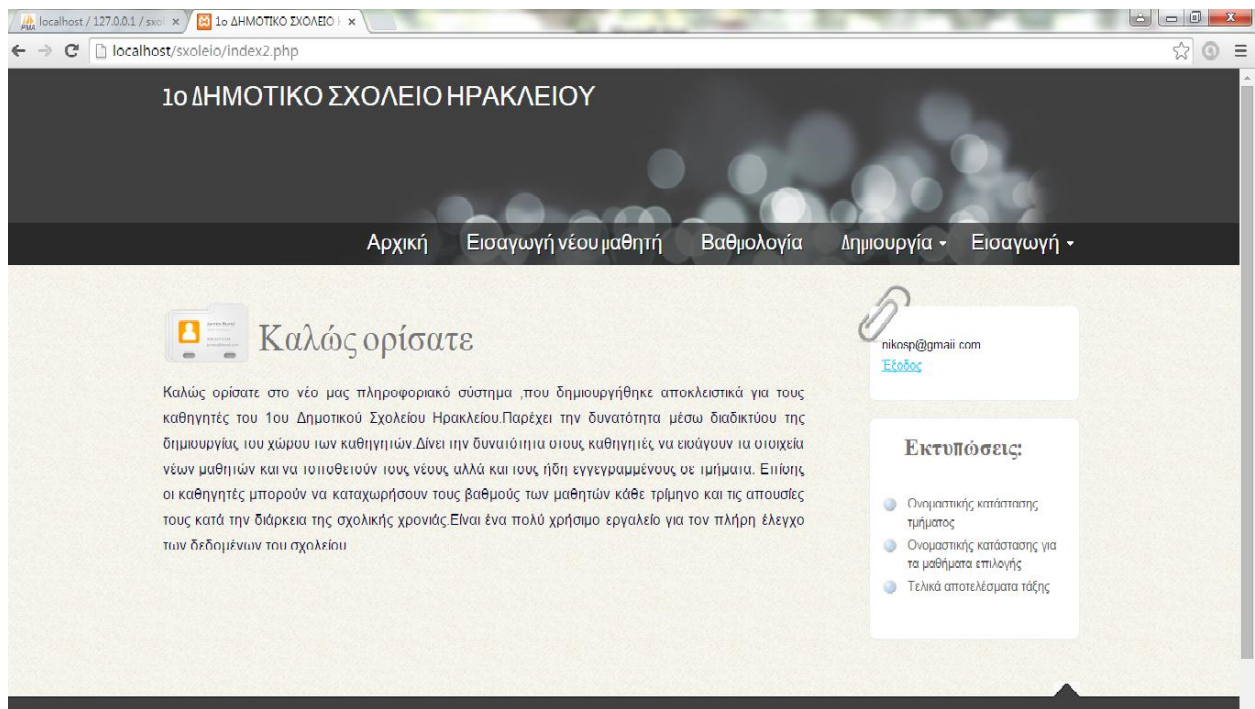 localhost / 127.0.0.1 / sxol
1ο ΔΗΜΟΤΙΚΟ ΣΧΟΛΕΙΟ Η
localhost/sxoleio/index2.php
1ο ΔΗΜΟΤΙΚΟ ΣΧΟΛΕΙΟ ΗΡΑΚΛΕΙΟΥ
Αρχική Εισαγωγή νέου μαθητή Βαθμολογία Δημιουργία Εισαγωγή
Καλώς ορίσατε
Καλώς ορίσατε στο νέο μας πληροφοριακό σύστημα ,που δημιουργήθηκε αποκλειστικά για τους
καθηγητές του 1ου Δημοτικού Σχολείου Ηρακλείου.Παρέχει την δυνατότητα μέσω διαδικτύου της
δημιουργίας του χώρου των καθηγητών.Δίνει την δυνατότητα στους καθηγητές να εισάγουν τα στοιχεία
νέων μαθητών και να τοποθετούν τους νέους αλλά και τους ήδη εγγεγραμμένους σε τμήματα. Επίσης
οι καθηγητές μπορούν να καταχωρήσουν τους βαθμούς των μαθητών κάθε τρίμηνο και τις απουσίες
τους κατά την διάρκεια της σχολικής χρονιάς.Είναι ένα πολύ χρήσιμο εργαλείο για τον πλήρη έλεγχο
των δεδομένων του σχολείου
nikosp@gmail.com
Έξοδος
Εκτυπώσεις:
Ονομαστικής κατάστασης
τμήματος
Ονομαστικής κατάστασης για
τα μαθήματα επιλογής
Τελικά αποτελέσματα τάξης